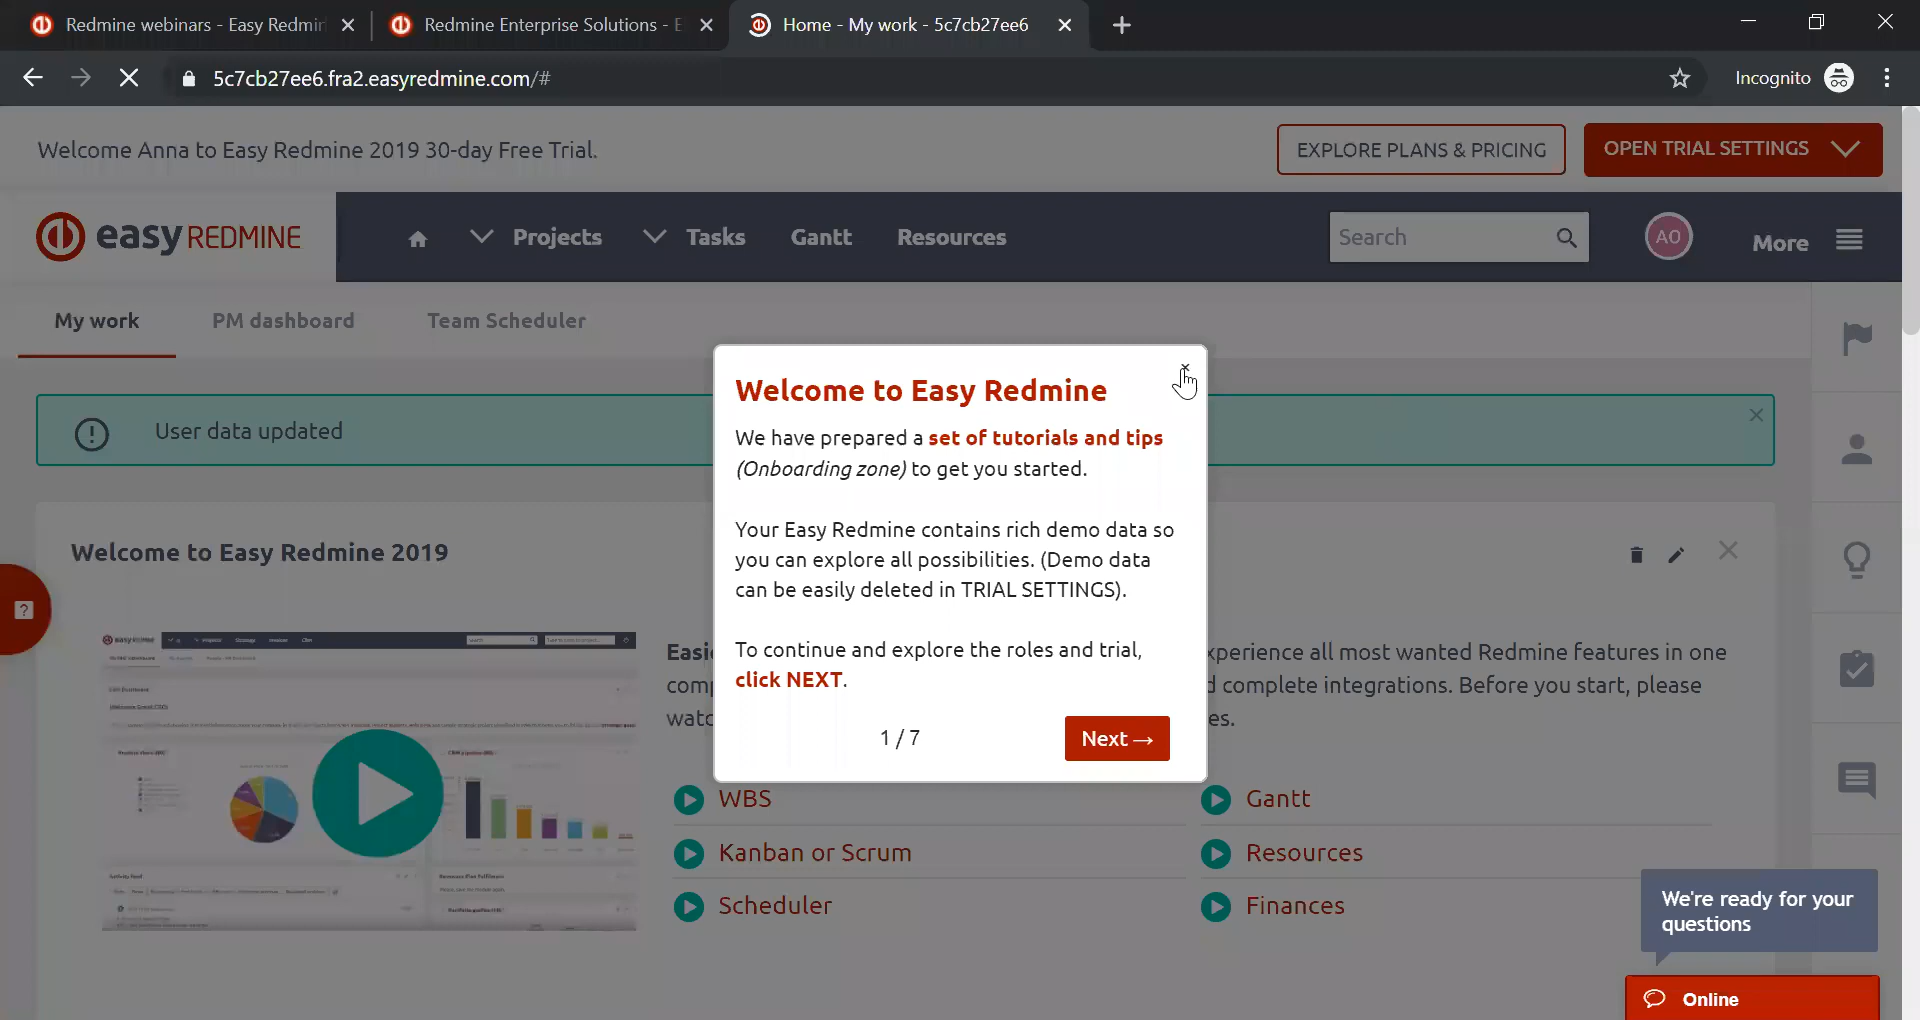 Redmine webinars - Easy Redmin
Redmine Enterprise Solutions - E
Home - My work - 5c7cb27ee6
5c7cb27ee6.fra2.easyredmine.com/#
Incognito
Welcome Anna to Easy Redmine 2019 30-day Free Trial.
EXPLORE PLANS & PRICING
OPEN TRIAL SETTINGS
easy REDMINE
Projects
Tasks
Gantt
Resources
Search
AO
More
My work
PM dashboard
Team Scheduler
User data updated
Welcome to Easy Redmine
We have prepared a set of tutorials and tips
(Onboarding zone) to get you started.
Your Easy Redmine contains rich demo data so
you can explore all possibilities. (Demo data
can be easily deleted in TRIAL SETTINGS).
To continue and explore the roles and trial,
click NEXT.
1 / 7
Next →
Welcome to Easy Redmine 2019
Easi
xperience all most wanted Redmine features in one
com
d complete integrations. Before you start, please
watc
es.
WBS
Gantt
Kanban or Scrum
Resources
Scheduler
Finances
We're ready for your
questions
Online